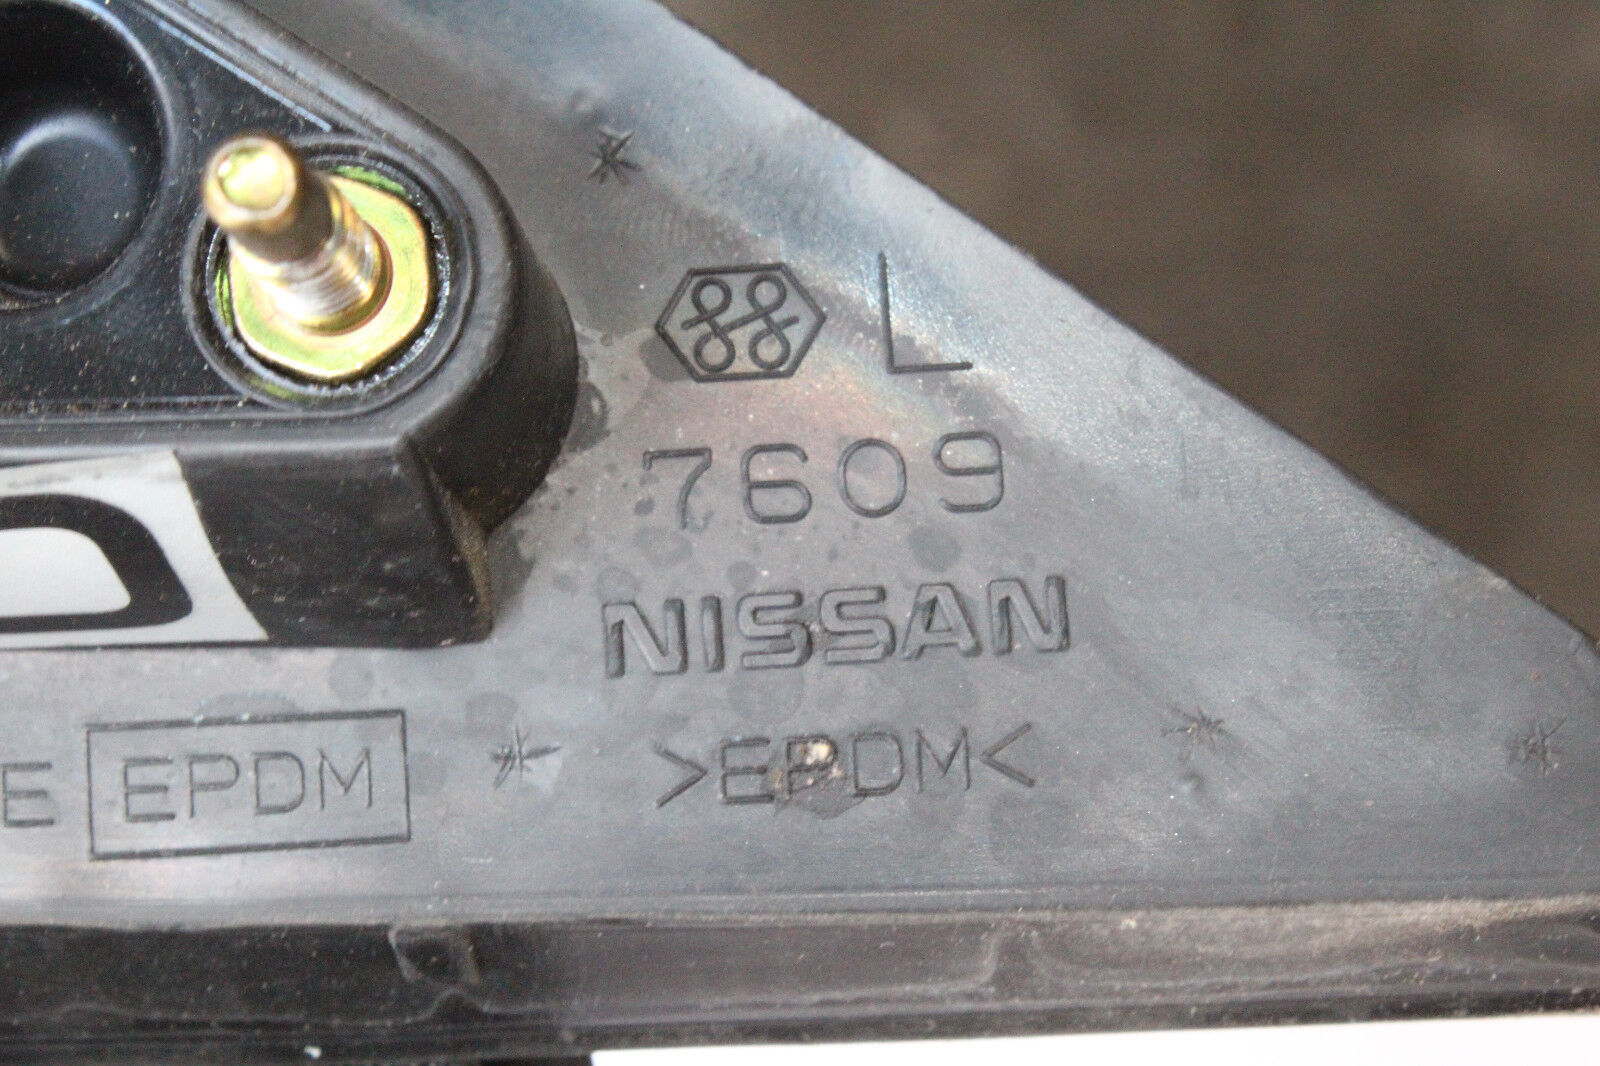 L
7609
NISSAN
E EPDM >EPDM<